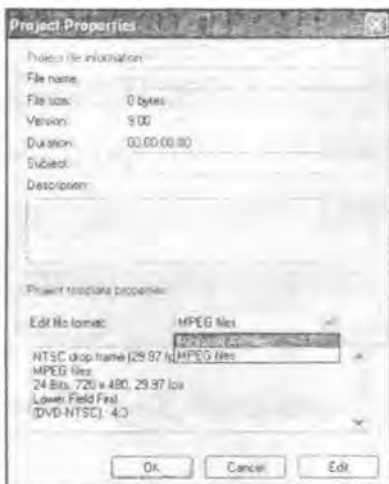 Project Properties
Project file information
File name:
File size: 0 bytes
Version: 9.00
Duration: 00:00:00.00
Subject:
Description:
Project template properties
Edit file format: MPEG files
MPEG files
NTSC drop frame (29.97
MPEG files
24 Bits, 720 x 480, 29.97 fps
Lower Field First
(DVD-NTSC), 4:3
OK Cancel Edit